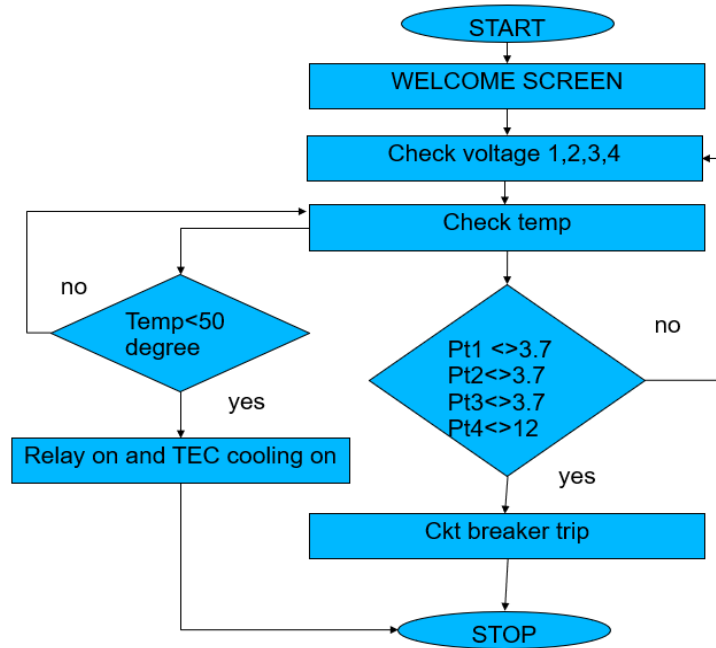 START
WELCOME SCREEN
Check voltage 1,2,3,4
Check temp
no
Temp<50
degree
yes
Relay on and TEC cooling on
Pt1 <>3.7
Pt2<>3.7
Pt3<>3.7
Pt4<>12
no
yes
Ckt breaker trip
STOP